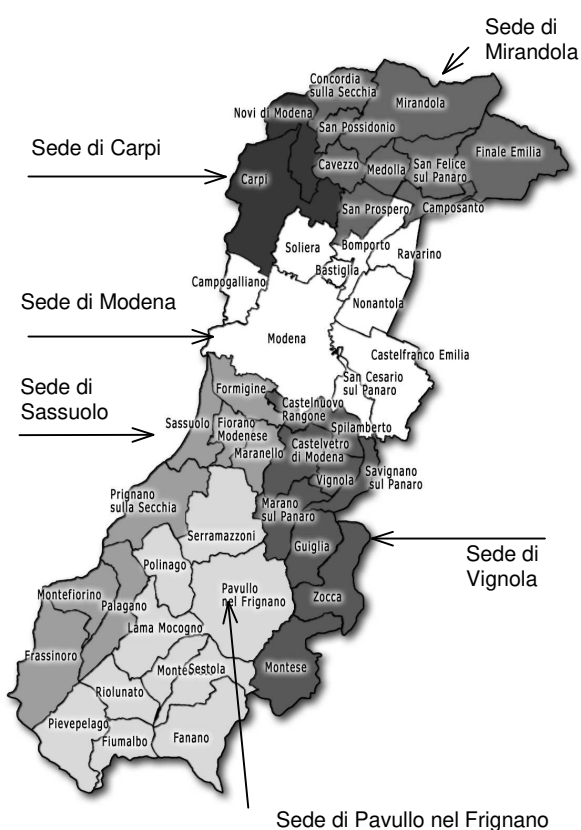 Sede di
Mirandola
Concordia
sulla Secchia
Mirandola
Novi di Modena
San Possidonio
Sede di Carpi
Finale Emilia
Cavezzo
Medolla
San Felice
sul Panaro
Carpi
San Prospero
Camposanto
Soliera
Bomporto
Ravarino
Bastiglia
Campogalliano
Nonantola
Sede di Modena
Modena
Castelfranco Emilia
San Cesario
sul Panaro
Sede di
Sassuolo
Formigine
Castelnuovo
Rangone
Sassuolo
Fiorano
Modenese
Spilamberto
Maranello
Castelvetro
di Modena
Vignola
Savignano
sul Panaro
Prignano
sulla Secchia
Marano
sul Panaro
Serramazzoni
Guiglia
Sede di
Vignola
Polinago
Montefiorino
Palagano
Pavullo
nel Frignano
Zocca
Lama Mocogno
Frassinoro
Sestola
Montese
Riolunato
Pievepelago
Fiumalbo
Fanano
Sede di Pavullo nel Frignano